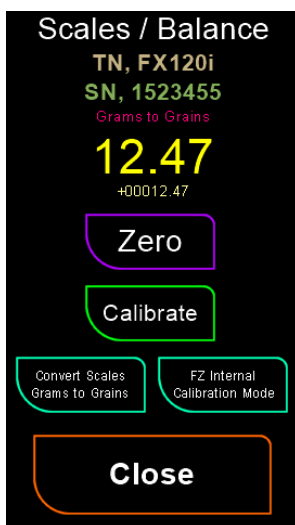 Scales / Balance
TN, FX120i
SN, 1523455
Grams to Grains
12.47
+00012.47
Zero
Calibrate
Convert Scales
Grams to Grains
FZ Internal
Calibration Mode
Close